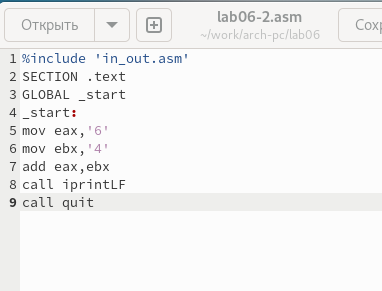 Открыть
lab06-2.asm
~/work/arch-pc/lab06
Сох
1 %include 'in_out.asm'
2 SECTION .text
3 GLOBAL _start
4 _start:
5 mov eax,'6'
6 mov ebx,'4'
7 add eax,ebx
8 call iprintLF
9 call quit